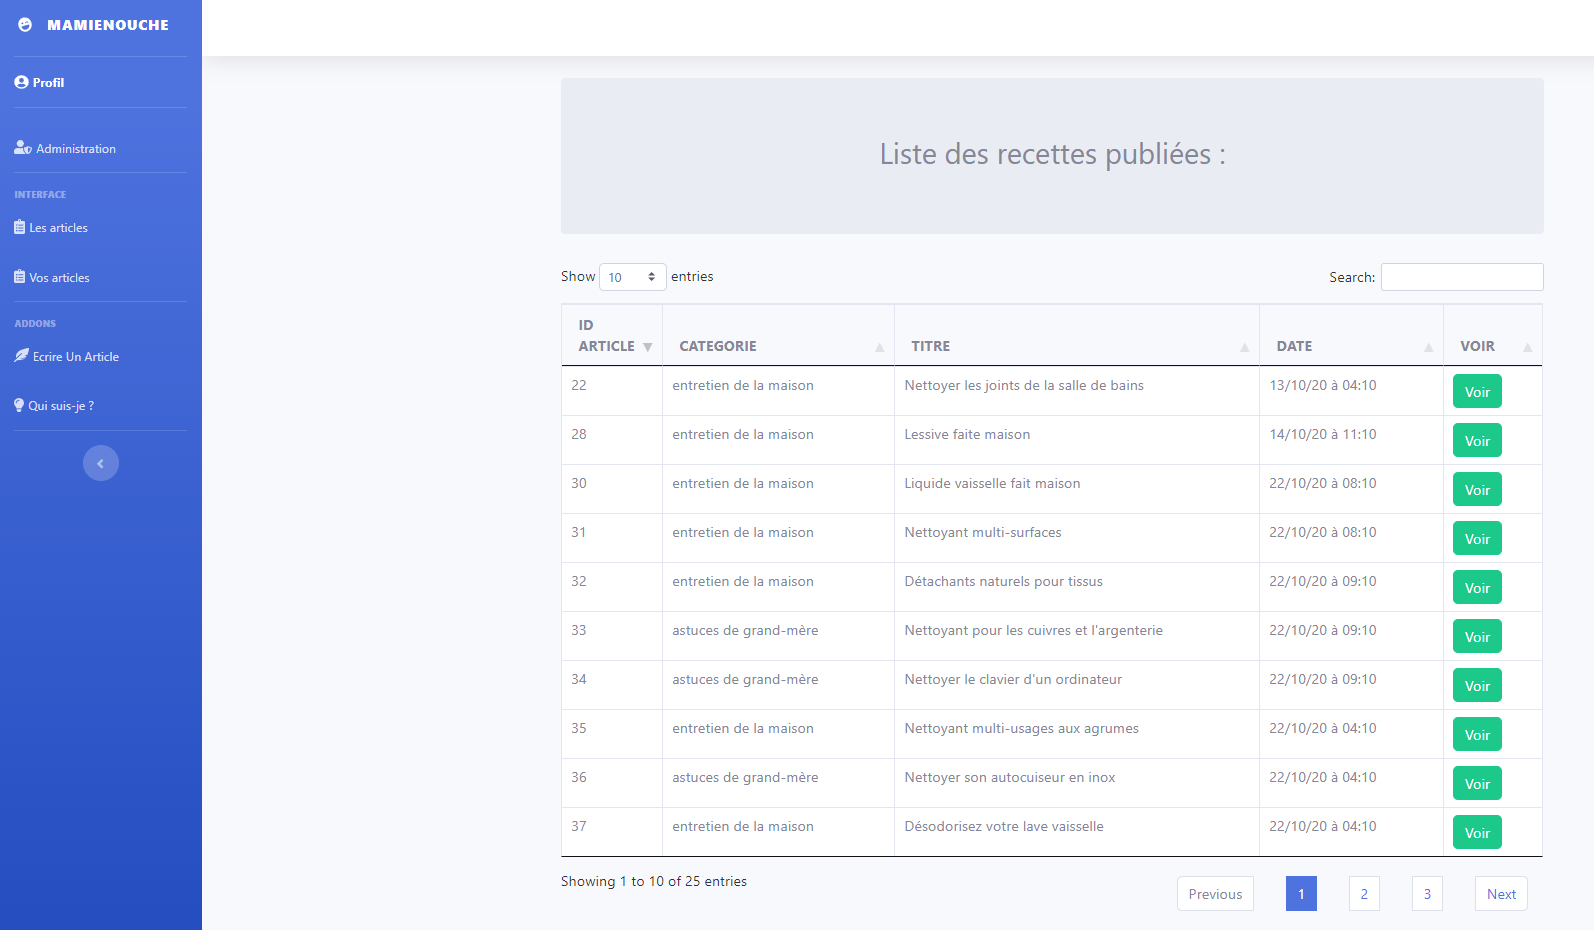 MAMIENOUCHE
Profil
Administration
INTERFACE
Les articles
Vos articles
ADDONS
Ecrire Un Article
Qui suis-je ?
Liste des recettes publiées :
Show 10 entries Search:
ID ARTICLE CATEGORIE TITRE DATE VOIR
22 entretien de la maison Nettoyer les joints de la salle de bains 13/10/20 à 04:10 Voir
28 entretien de la maison Lessive faite maison 14/10/20 à 11:10 Voir
30 entretien de la maison Liquide vaisselle fait maison 22/10/20 à 08:10 Voir
31 entretien de la maison Nettoyant multi-surfaces 22/10/20 à 08:10 Voir
32 entretien de la maison Détachants naturels pour tissus 22/10/20 à 09:10 Voir
33 astuces de grand-mère Nettoyant pour les cuivres et l'argenterie 22/10/20 à 09:10 Voir
34 astuces de grand-mère Nettoyer le clavier d'un ordinateur 22/10/20 à 09:10 Voir
35 entretien de la maison Nettoyant multi-usages aux agrumes 22/10/20 à 04:10 Voir
36 astuces de grand-mère Nettoyer son autocuiseur en inox 22/10/20 à 04:10 Voir
37 entretien de la maison Désodorisez votre lave vaisselle 22/10/20 à 04:10 Voir
Showing 1 to 10 of 25 entries
Previous 1 2 3 Next